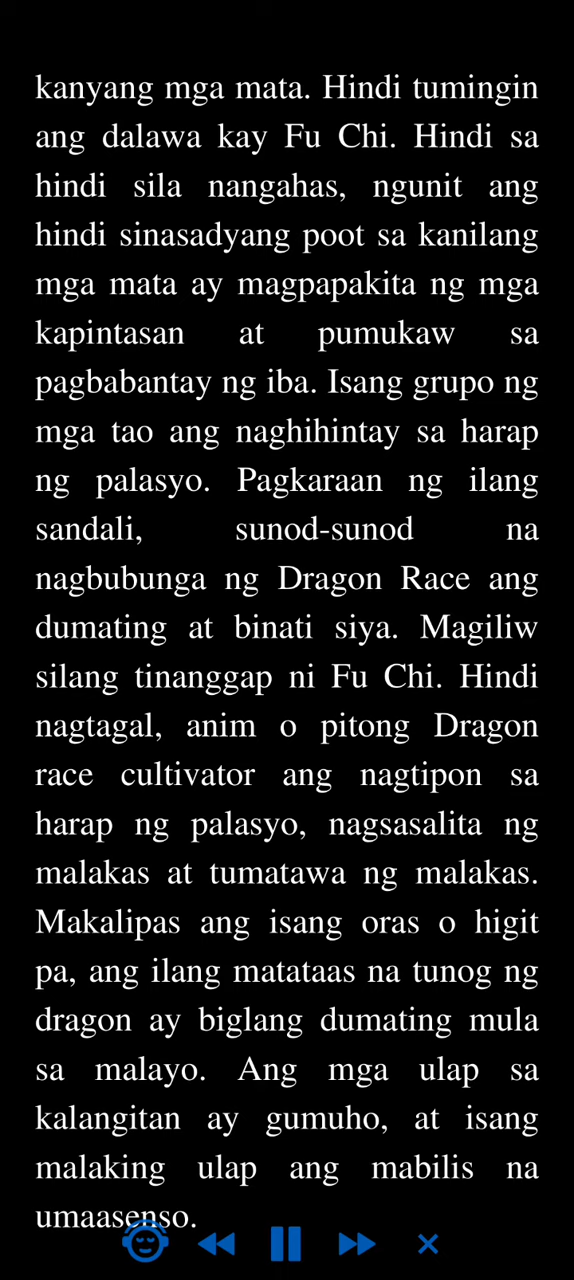 kanyang mga mata. Hindi tumingin
ang dalawa kay Fu Chi. Hindi sa
hindi sila nangahas, ngunit ang
hindi sinasadyang poot sa kanilang
mga mata ay magpapakita ng mga
kapintasan at pumukaw sa
pagbabantay ng iba. Isang grupo ng
mga tao ang naghihintay sa harap
ng palasyo. Pagkaraan ng ilang
sandali, sunod-sunod na
nagbubunga ng Dragon Race ang
dumating at binati siya. Magiliw
silang tinanggap ni Fu Chi. Hindi
nagtagal, anim o pitong Dragon
race cultivator ang nagtipon sa
harap ng palasyo, nagsasalita ng
malakas at tumatawa ng malakas.
Makalipas ang isang oras o higit
pa, ang ilang matataas na tunog ng
dragon ay biglang dumating mula
sa malayo. Ang mga ulap sa
kalangitan ay gumuho, at isang
malaking ulap ang mabilis na
umaasenso.